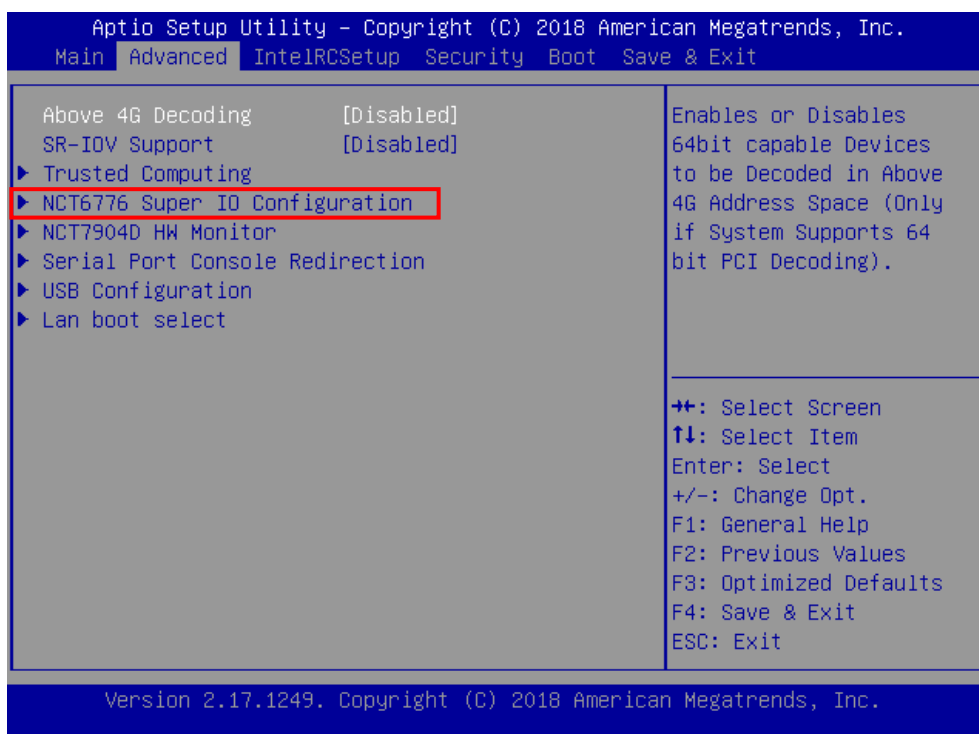 Aptio Setup Utility – Copyright (C) 2018 American Megatrends, Inc.
Main Advanced IntelRCSetup Security Boot Save & Exit
Above 4G Decoding [Disabled]
SR-IOV Support [Disabled]
▶ Trusted Computing
▶ NCT6776 Super IO Configuration
▶ NCT7904D HW Monitor
▶ Serial Port Console Redirection
▶ USB Configuration
▶ Lan boot select
Enables or Disables
64bit capable Devices
to be Decoded in Above
4G Address Space (Only
if System Supports 64
bit PCI Decoding).
→←: Select Screen
↑↓: Select Item
Enter: Select
+/-: Change Opt.
F1: General Help
F2: Previous Values
F3: Optimized Defaults
F4: Save & Exit
ESC: Exit
Version 2.17.1249. Copyright (C) 2018 American Megatrends, Inc.